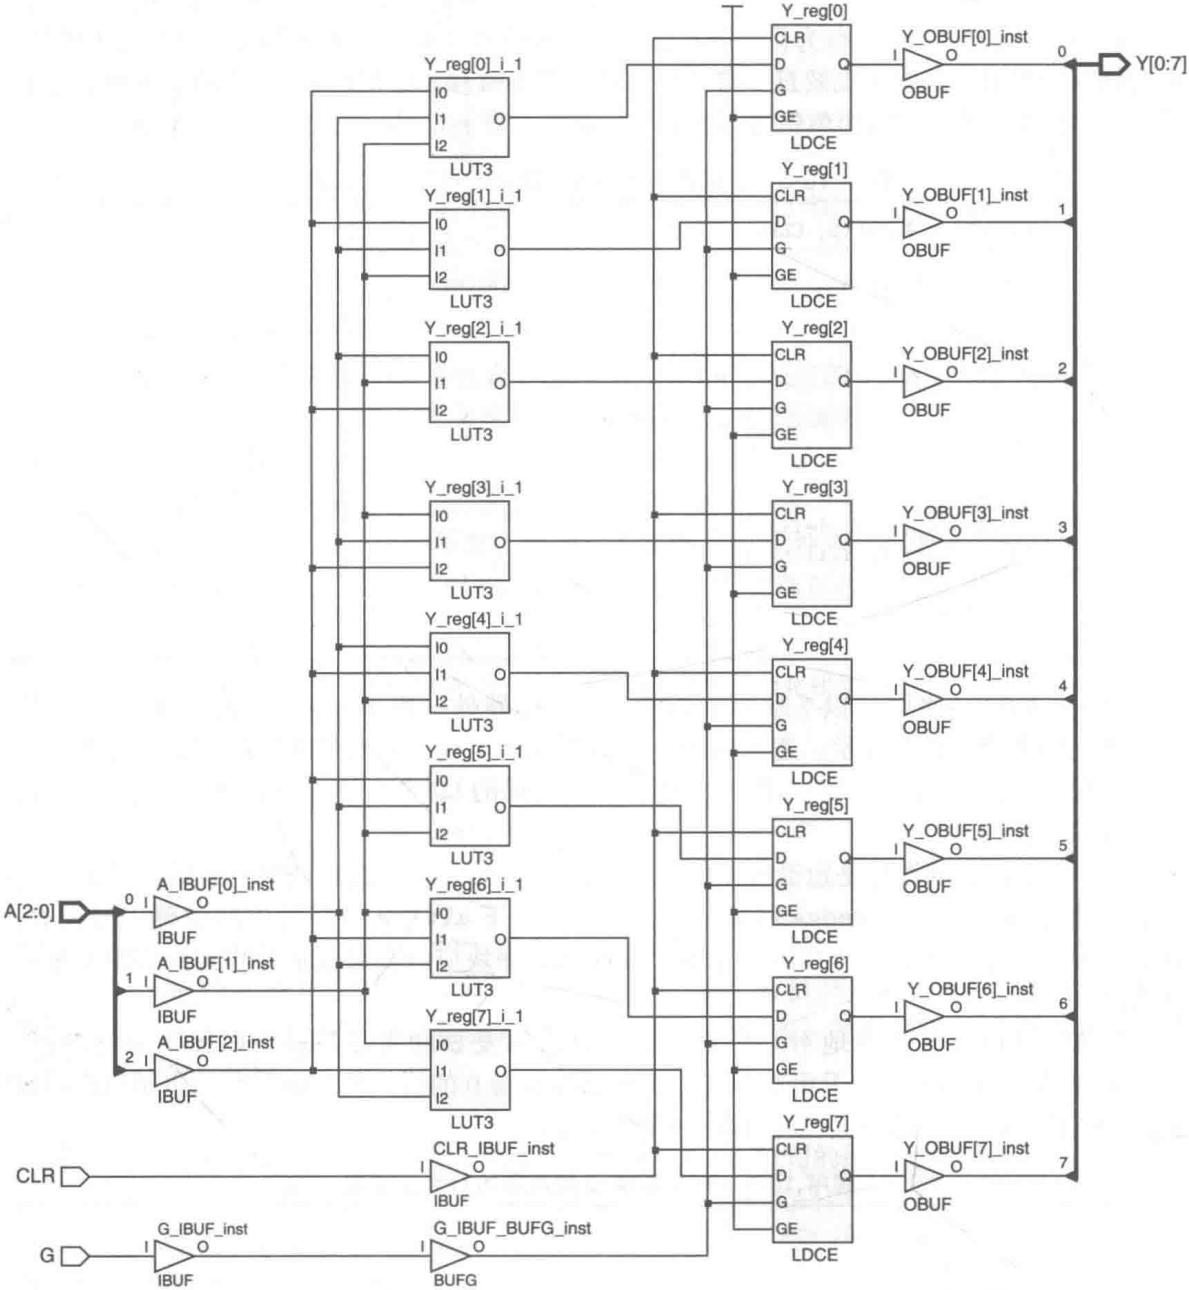 Y_reg[0]
CLR
D
G
GE
Q
LDCE
Y_OBUF[0]_inst
I
O
OBUF
0
Y[0:7]
Y_reg[0]_i_1
I0
I1
I2
O
LUT3
Y_reg[1]
CLR
D
G
GE
Q
LDCE
Y_OBUF[1]_inst
I
O
OBUF
1
Y_reg[1]_i_1
I0
I1
I2
O
LUT3
Y_reg[2]
CLR
D
G
GE
Q
LDCE
Y_OBUF[2]_inst
I
O
OBUF
2
Y_reg[2]_i_1
I0
I1
I2
O
LUT3
Y_reg[3]
CLR
D
G
GE
Q
LDCE
Y_OBUF[3]_inst
I
O
OBUF
3
Y_reg[3]_i_1
I0
I1
I2
O
LUT3
Y_reg[4]
CLR
D
G
GE
Q
LDCE
Y_OBUF[4]_inst
I
O
OBUF
4
Y_reg[4]_i_1
I0
I1
I2
O
LUT3
Y_reg[5]
CLR
D
G
GE
Q
LDCE
Y_OBUF[5]_inst
I
O
OBUF
5
Y_reg[5]_i_1
I0
I1
I2
O
LUT3
Y_reg[6]
CLR
D
G
GE
Q
LDCE
Y_OBUF[6]_inst
I
O
OBUF
6
Y_reg[6]_i_1
I0
I1
I2
O
LUT3
Y_reg[7]
CLR
D
G
GE
Q
LDCE
Y_OBUF[7]_inst
I
O
OBUF
7
Y_reg[7]_i_1
I0
I1
I2
O
LUT3
A[2:0]
0
A_IBUF[0]_inst
I
O
IBUF
1
A_IBUF[1]_inst
I
O
IBUF
2
A_IBUF[2]_inst
I
O
IBUF
CLR
CLR_IBUF_inst
I
O
IBUF
G
G_IBUF_inst
I
O
IBUF
G_IBUF_BUFG_inst
I
O
BUFG